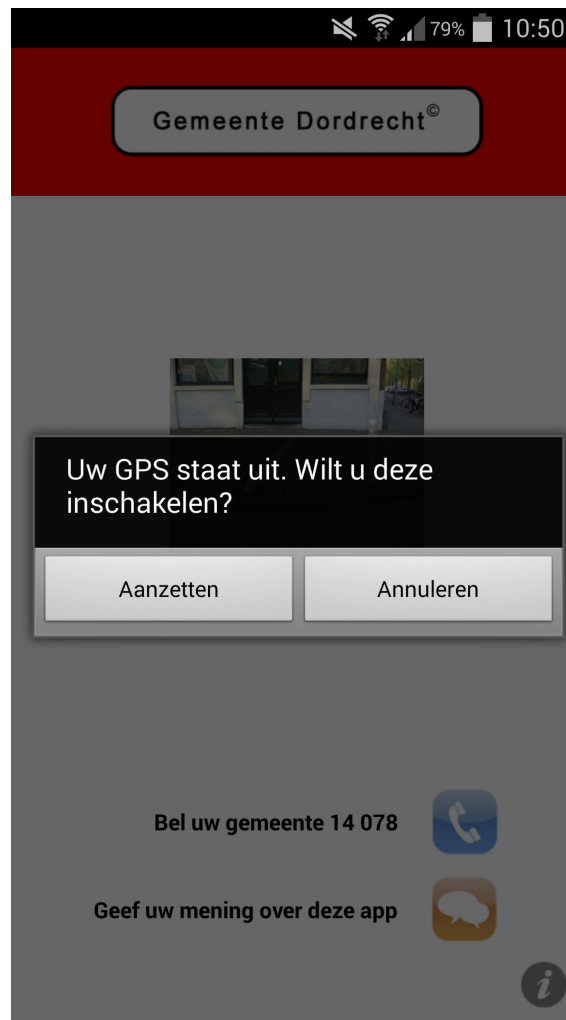 79% 10:50
Gemeente Dordrecht©
Uw GPS staat uit. Wilt u deze
inschakelen?
Aanzetten Annuleren
Bel uw gemeente 14 078
Geef uw mening over deze app
i